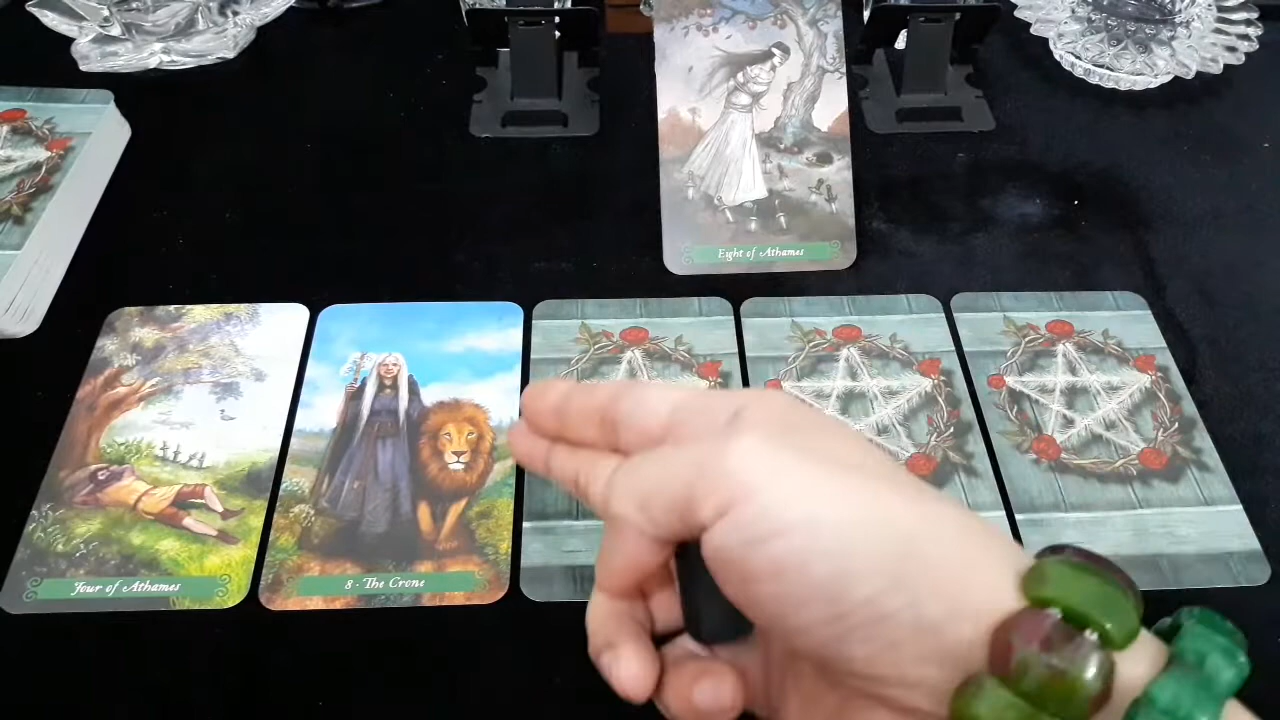 Eight of Athames
Four of Athames
8 - The Crone